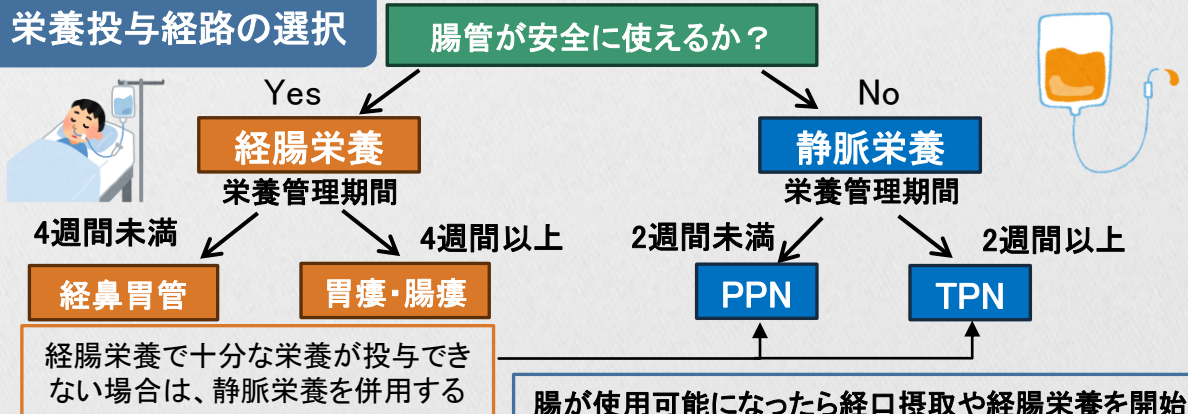 栄養投与経路の選択
腸管が安全に使えるか？
Yes
No
経腸栄養
静脈栄養
栄養管理期間
栄養管理期間
4週間未満
4週間以上
2週間未満
2週間以上
経鼻胃管
胃瘻・腸瘻
PPN
TPN
経腸栄養で十分な栄養が投与でき
ない場合は、静脈栄養を併用する
腸が使用可能になったら経口摂取や経腸栄養を開始